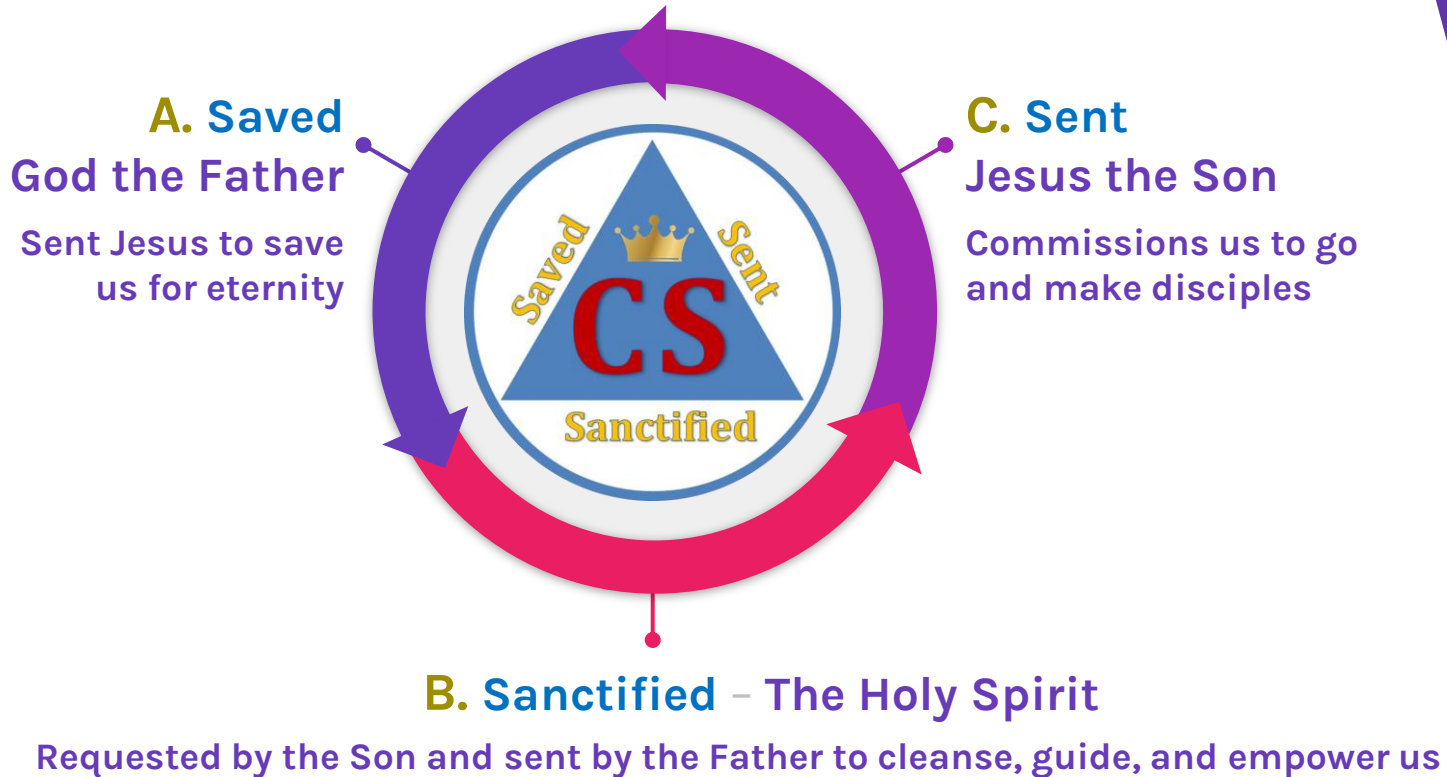 A. Saved
God the Father
Sent Jesus to save
us for eternity
C. Sent
Jesus the Son
Commissions us to go
and make disciples
Saved
Sent
CS
Sanctified
B. Sanctified – The Holy Spirit
Requested by the Son and sent by the Father to cleanse, guide, and empower us